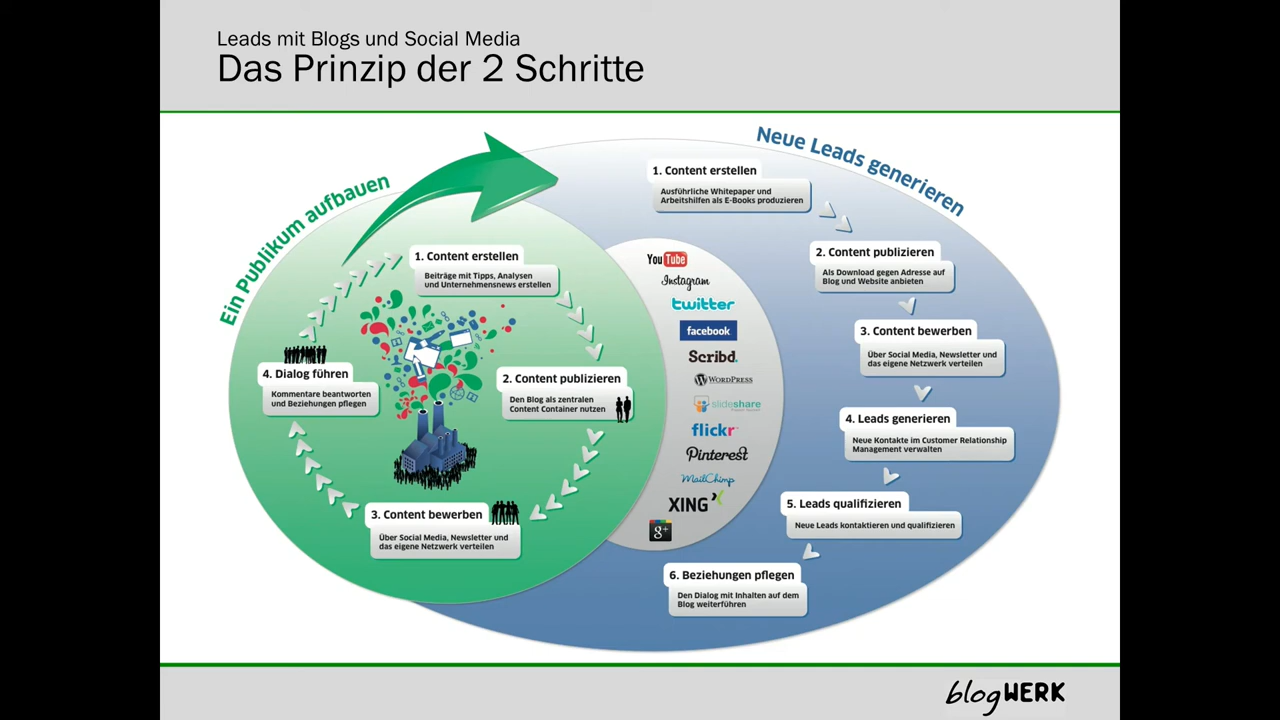 Leads mit Blogs und Social Media
Das Prinzip der 2 Schritte
Ein Publikum aufbauen
1. Content erstellen
Beiträge mit Tipps, Analysen
und Unternehmensnews erstellen
2. Content publizieren
Den Blog als zentralen
Content Container nutzen
3. Content bewerben
Über Social Media, Newsletter und
das eigene Netzwerk verteilen
4. Dialog führen
Kommentare beantworten
und Beziehungen pflegen
YouTube
Instagram
twitter
facebook
Scribd.
WORDPRESS
slideshare
flickr
Pinterest
MailChimp
XING
g+
Neue Leads generieren
1. Content erstellen
Ausführliche Whitepaper und
Arbeitshilfen als E-Books produzieren
2. Content publizieren
Als Download gegen Adresse auf
Blog und Website anbieten
3. Content bewerben
Über Social Media, Newsletter und
das eigene Netzwerk verteilen
4. Leads generieren
Neue Kontakte im Customer Relationship
Management verwalten
5. Leads qualifizieren
Neue Leads kontaktieren und qualifizieren
6. Beziehungen pflegen
Den Dialog mit Inhalten auf dem
Blog weiterführen
blogWERK